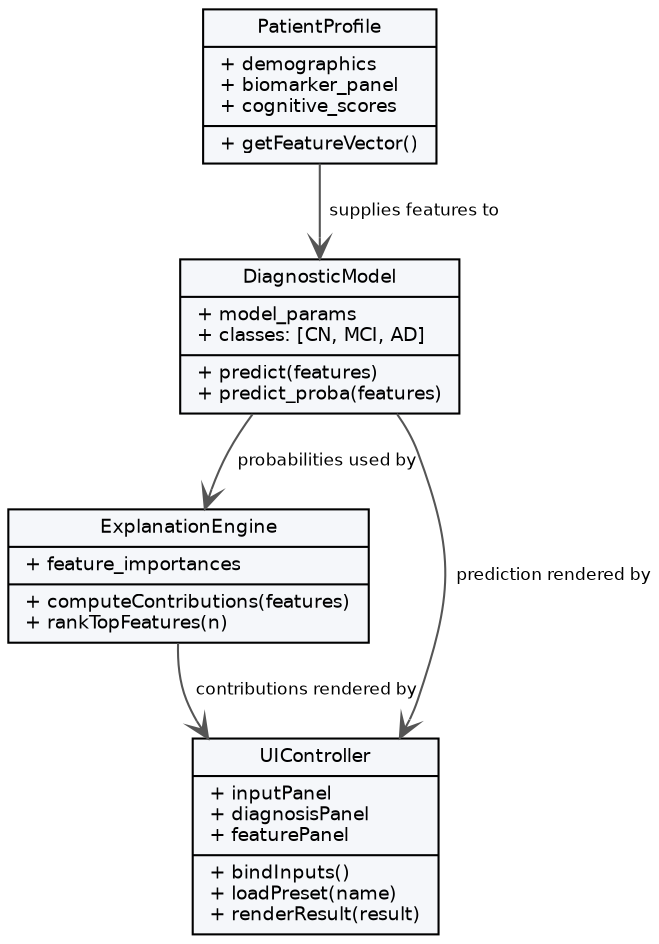 PatientProfile
+ demographics
+ biomarker_panel
+ cognitive_scores
+ getFeatureVector()
supplies features to
DiagnosticModel
+ model_params
+ classes: [CN, MCI, AD]
+ predict(features)
+ predict_proba(features)
probabilities used by
ExplanationEngine
+ feature_importances
+ computeContributions(features)
+ rankTopFeatures(n)
prediction rendered by
contributions rendered by
UIController
+ inputPanel
+ diagnosisPanel
+ featurePanel
+ bindInputs()
+ loadPreset(name)
+ renderResult(result)